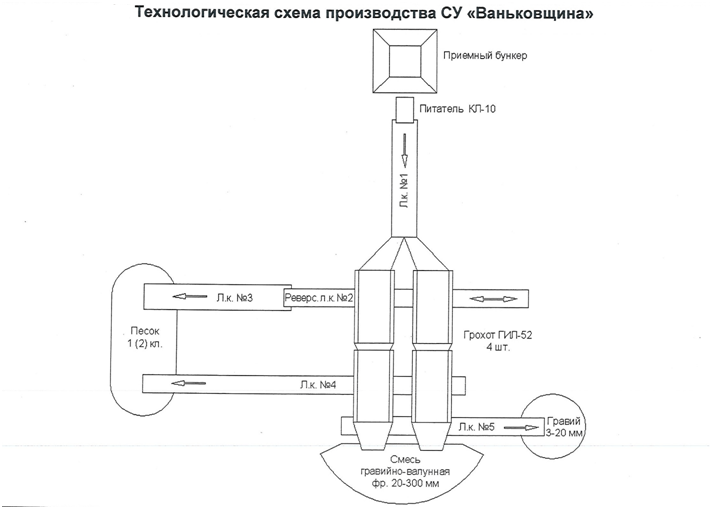 Технологическая схема производства СУ «Ваньковщина»
Приемный бункер
Питатель КЛ-10
Л.к. №1
Л.к. №3
Реверс.л.к. №2
Песок
1 (2) кл.
Грохот ГИЛ-52
4 шт.
Л.к. №4
Л.к. №5
Гравий
3-20 мм
Смесь
гравийно-валунная
фр. 20-300 мм